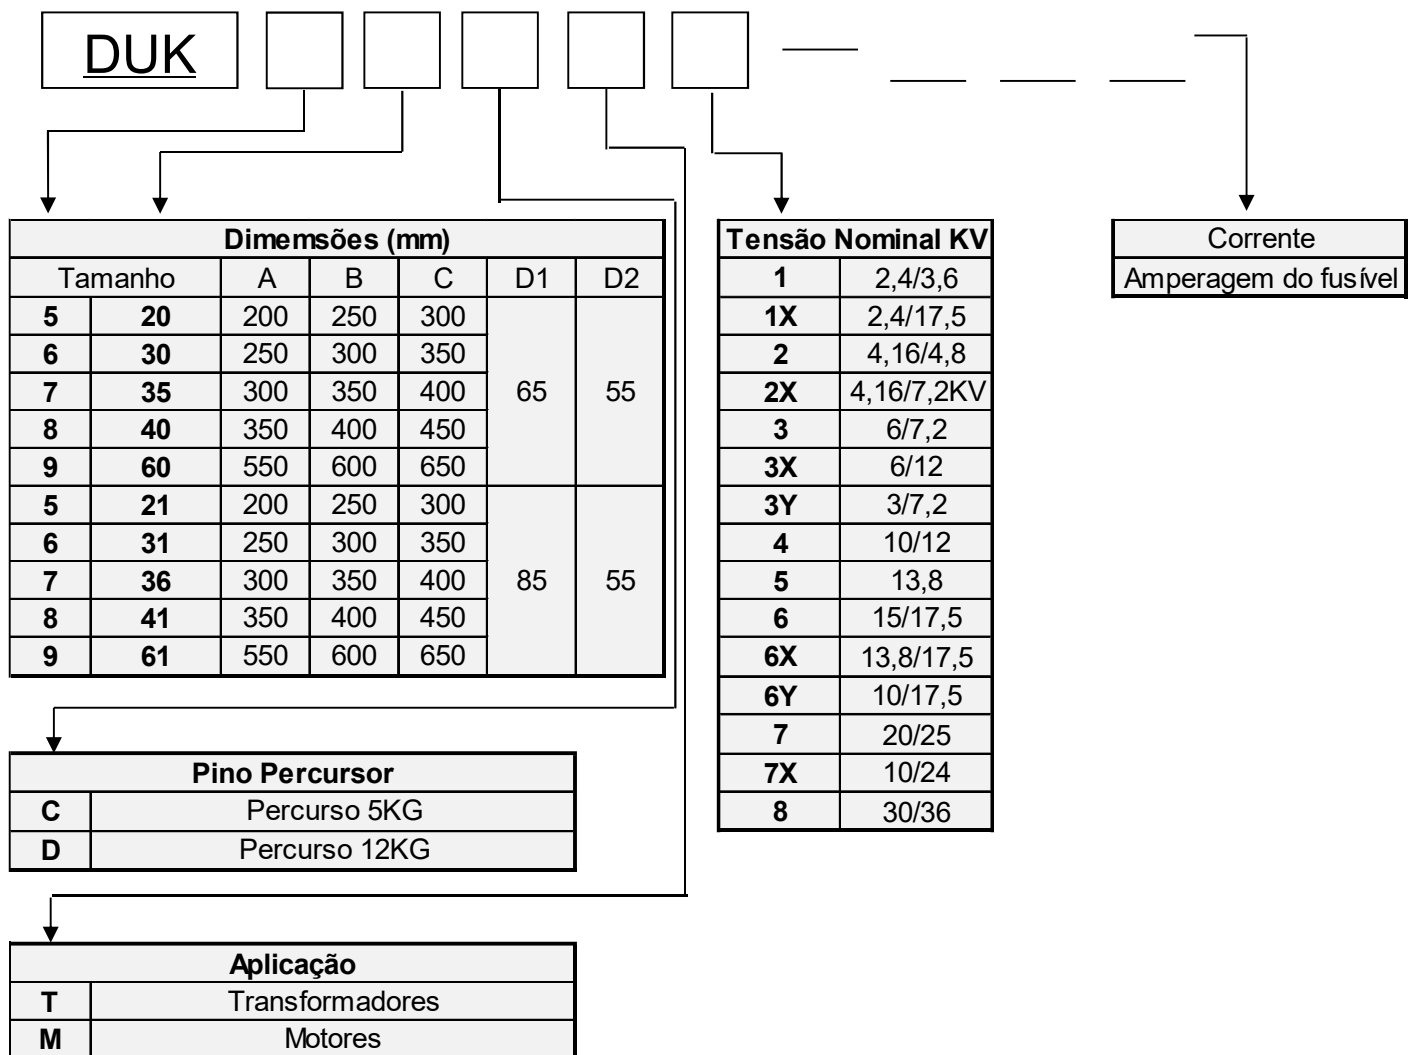 DUK
Dimemsões (mm)
Tamanho A B C D1 D2
5 20 200 250 300
6 30 250 300 350
7 35 300 350 400 65 55
8 40 350 400 450
9 60 550 600 650
5 21 200 250 300
6 31 250 300 350
7 36 300 350 400 85 55
8 41 350 400 450
9 61 550 600 650
Tensão Nominal KV
1 2,4/3,6
1X 2,4/17,5
2 4,16/4,8
2X 4,16/7,2KV
3 6/7,2
3X 6/12
3Y 3/7,2
4 10/12
5 13,8
6 15/17,5
6X 13,8/17,5
6Y 10/17,5
7 20/25
7X 10/24
8 30/36
Corrente
Amperagem do fusível
Pino Percursor
C Percurso 5KG
D Percurso 12KG
Aplicação
T Transformadores
M Motores